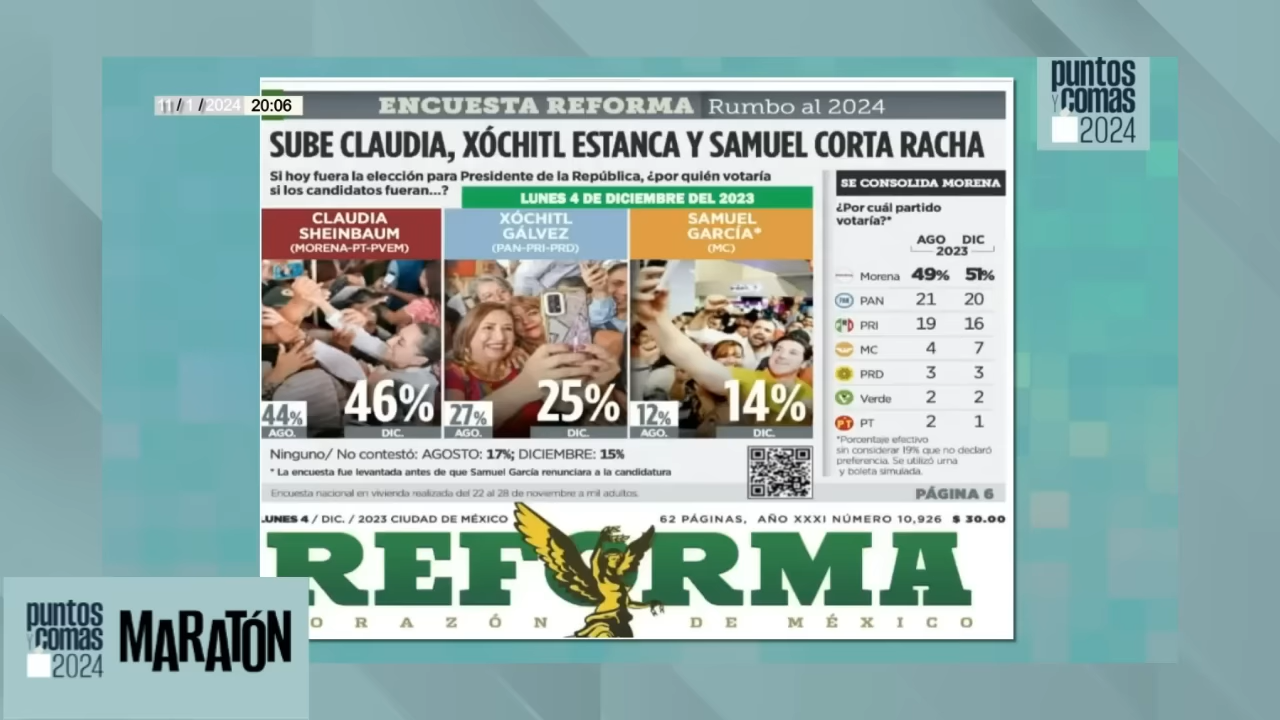 11/1/2024 20:06
puntos
y comas
2024
ENCUESTA REFORMA Rumbo al 2024
SUBE CLAUDIA, XÓCHITL ESTANCA Y SAMUEL CORTA RACHA
Si hoy fuera la elección para Presidente de la República, ¿por quién votaría
si los candidatos fueran...?
LUNES 4 DE DICIEMBRE DEL 2023
CLAUDIA
SHEINBAUM
(MORENA-PT-PVEM)
44%
AGO.
46%
DIC.
XÓCHITL
GÁLVEZ
(PAN-PRI-PRD)
27%
AGO.
25%
DIC.
SAMUEL
GARCÍA*
(MC)
12%
AGO.
14%
DIC.
Ninguno/ No contestó: AGOSTO: 17%; DICIEMBRE: 15%
* La encuesta fue levantada antes de que Samuel García renunciara a la candidatura
Encuesta nacional en vivienda realizada del 22 al 28 de noviembre a mil adultos.
SE CONSOLIDA MORENA
¿Por cuál partido
votaría?*
AGO DIC
2023
Morena 49% 51%
PAN 21 20
PRI 19 16
MC 4 7
PRD 3 3
Verde 2 2
PT 2 1
*Porcentaje efectivo
sin considerar 19% que no declaró
preferencia. Se utilizó urna
y boleta simulada.
PÁGINA 6
LUNES 4 / DIC. / 2023 CIUDAD DE MÉXICO
62 PÁGINAS, AÑO XXXI NÚMERO 10,926 $ 30.00
REFORMA
ORAZÓN DE MÉXICO
puntos
y comas
2024
MARATÓN